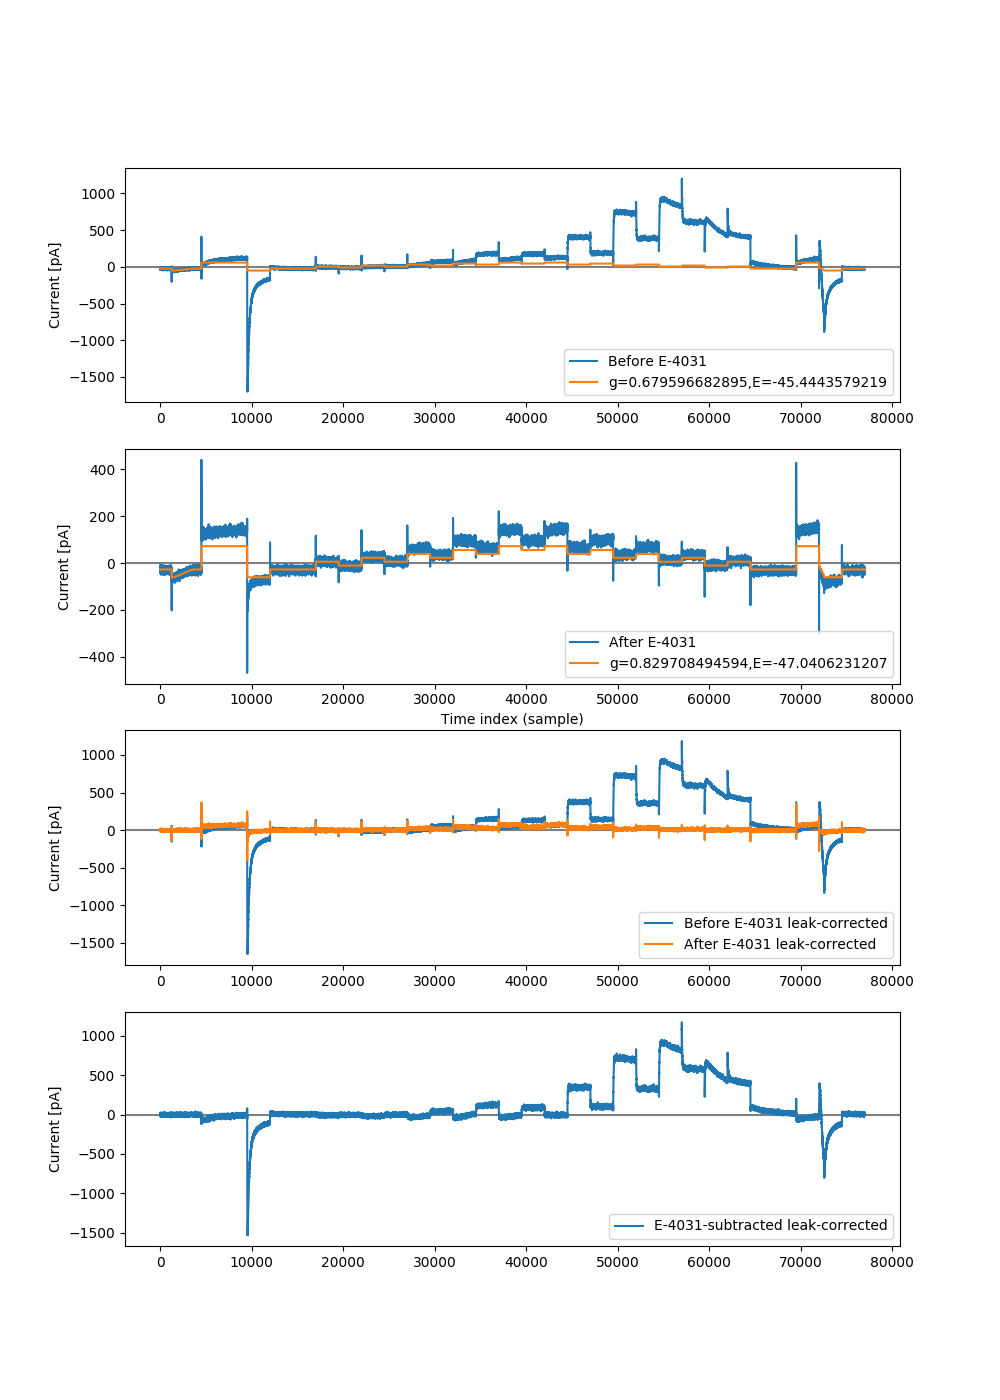 1000
500
0
−500
−1000
−1500
Current [pA]
Before E-4031
g=0.679596682895,E=-45.4443579219
0 10000 20000 30000 40000 50000 60000 70000 80000
400
200
0
−200
−400
Current [pA]
After E-4031
g=0.829708494594,E=-47.0406231207
0 10000 20000 30000 40000 50000 60000 70000 80000
Time index (sample)
1000
500
0
−500
−1000
−1500
Current [pA]
Before E-4031 leak-corrected
After E-4031 leak-corrected
0 10000 20000 30000 40000 50000 60000 70000 80000
1000
500
0
−500
−1000
−1500
Current [pA]
E-4031-subtracted leak-corrected
0 10000 20000 30000 40000 50000 60000 70000 80000